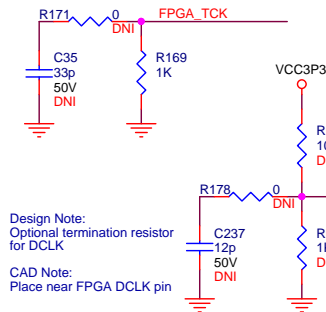 R171 0 FPGA_TCK
DNI
C35
33p
50V
DNI
R169
1K
VCC3P3
R178 0
DNI
C237
12p
50V
DNI
Design Note:
Optional termination resistor
for DCLK
CAD Note:
Place near FPGA DCLK pin